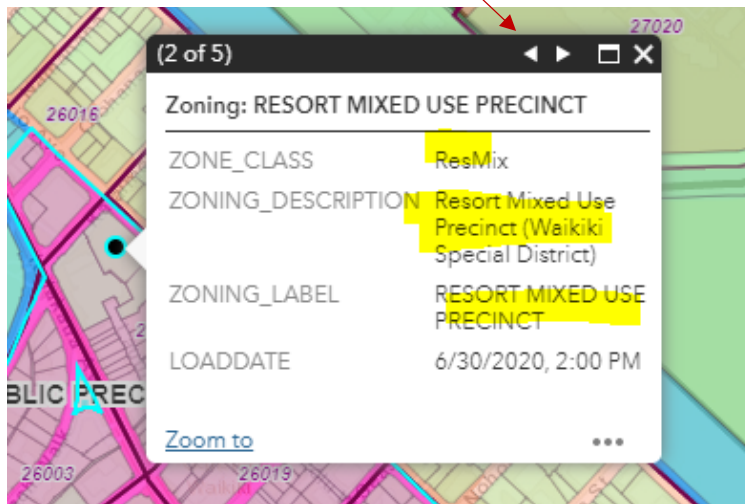 27020
(2 of 5)
Zoning: RESORT MIXED USE PRECINCT
26016
ZONE_CLASS ResMix
ZONING_DESCRIPTION Resort Mixed Use
Precinct (Waikiki
Special District)
ZONING_LABEL RESORT MIXED USE
PRECINCT
LOADDATE 6/30/2020, 2:00 PM
BLIC PREC
Zoom to
26003
26019